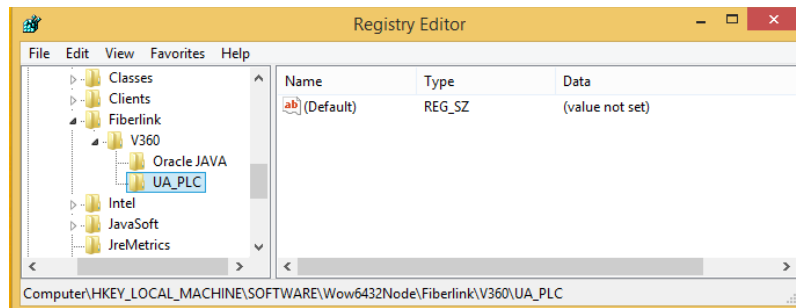 Registry Editor
File Edit View Favorites Help
Classes
Clients
Fiberlink
V360
Oracle JAVA
UA_PLC
Intel
JavaSoft
JreMetrics
Name Type Data
ab (Default) REG_SZ (value not set)
Computer\HKEY_LOCAL_MACHINE\SOFTWARE\Wow6432Node\Fiberlink\V360\UA_PLC